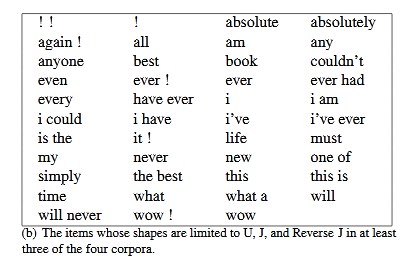 ! ! ! absolute absolutely
again ! all am any
anyone best book couldn't
even ever ! ever ever had
every have ever i i am
i could i have i've i've ever
is the it ! life must
my never new one of
simply the best this this is
time what what a will
will never wow ! wow
(b) The items whose shapes are limited to U, J, and Reverse J in at least
three of the four corpora.